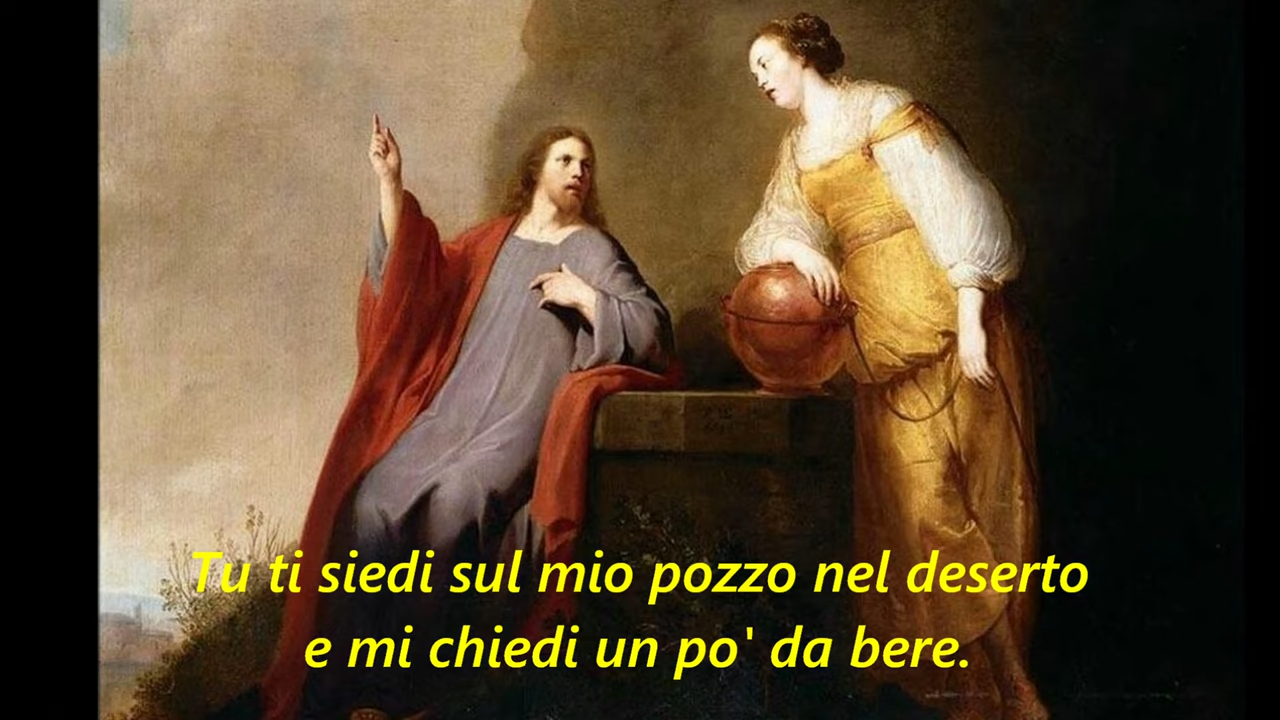 Tu ti siedi sul mio pozzo nel deserto
e mi chiedi un po' da bere.